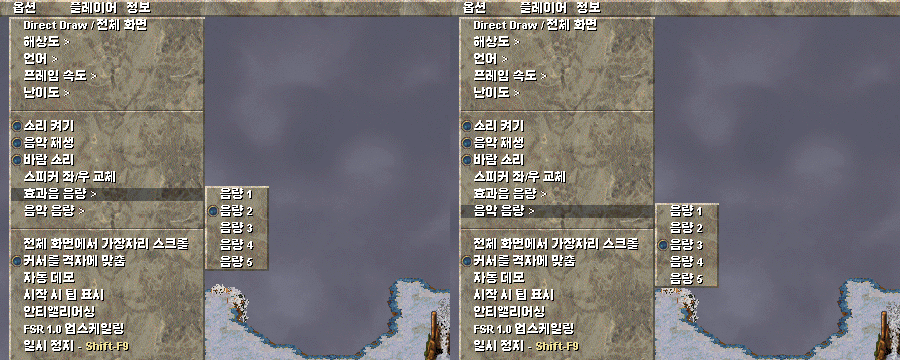 옵션 플레이어 정보
Direct Draw / 전체 화면
해상도 >
언어 >
프레임 속도 >
난이도 >
소리 켜기
음악 재생
바람 소리
스피커 좌/우 교체
효과음 음량 >
음악 음량 >
전체 화면에서 가장자리 스크롤
커서를 격자에 맞춤
자동 데모
시작 시 팁 표시
안티앨리어싱
FSR 1.0 업스케일링
일시 정지 - Shift-F9
음량 1
음량 2
음량 3
음량 4
음량 5
옵션 플레이어 정보
Direct Draw / 전체 화면
해상도 >
언어 >
프레임 속도 >
난이도 >
소리 켜기
음악 재생
바람 소리
스피커 좌/우 교체
효과음 음량 >
음악 음량 >
전체 화면에서 가장자리 스크롤
커서를 격자에 맞춤
자동 데모
시작 시 팁 표시
안티앨리어싱
FSR 1.0 업스케일링
일시 정지 - Shift-F9
음량 1
음량 2
음량 3
음량 4
음량 5